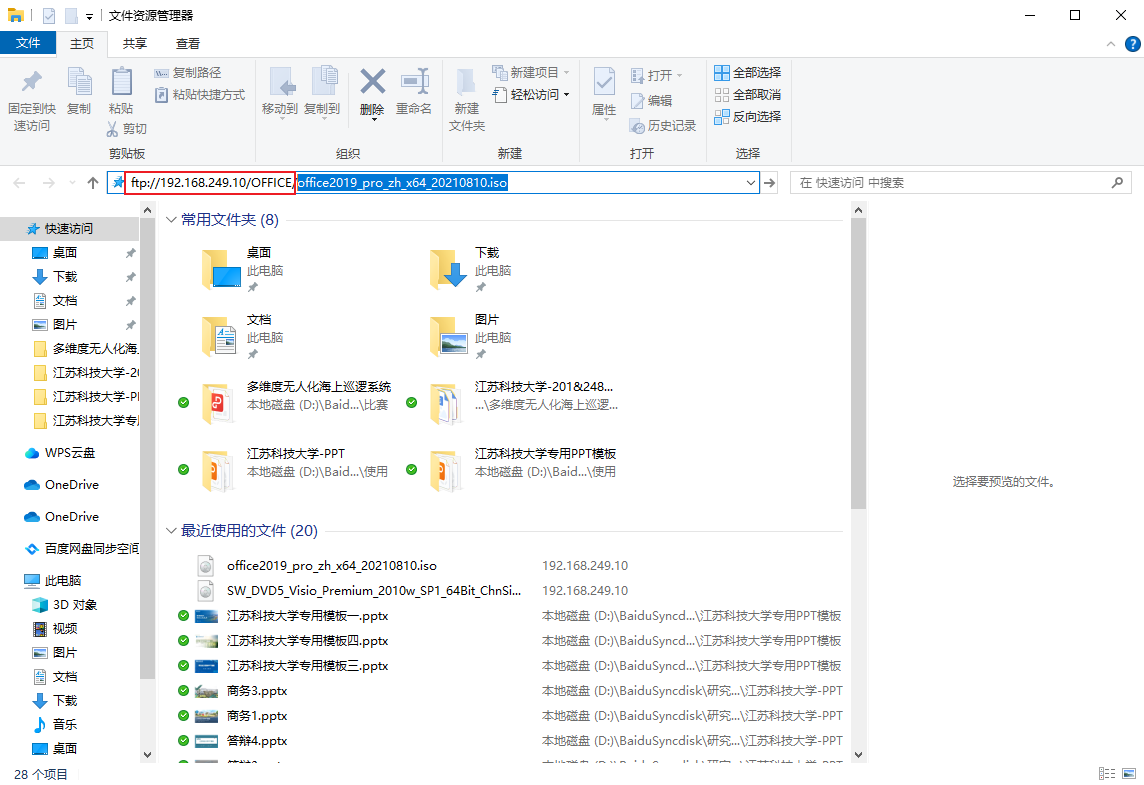 文件资源管理器
文件 主页 共享 查看
固定到快速访问
复制
粘贴
复制路径
粘贴快捷方式
剪切
剪贴板
移动到
复制到
删除
重命名
组织
新建文件夹
新建项目
轻松访问
新建
属性
打开
编辑
历史记录
打开
全部选择
全部取消
反向选择
选择
ftp://192.168.249.10/OFFICE/office2019_pro_zh_x64_20210810.iso
在 快速访问 中搜索
快速访问
桌面
下载
文档
图片
多维度无人化海
江苏科技大学-20
江苏科技大学-P
江苏科技大学专
WPS云盘
OneDrive
OneDrive
百度网盘同步空间
此电脑
3D 对象
视频
图片
文档
下载
音乐
桌面
常用文件夹 (8)
桌面
此电脑
下载
此电脑
文档
此电脑
图片
此电脑
多维度无人化海上巡逻系统
本地磁盘 (D:)\Baid...\比赛
江苏科技大学-201&248...
...\多维度无人化海上巡逻...
江苏科技大学-PPT
本地磁盘 (D:)\Baid...\使用
江苏科技大学专用PPT模板
本地磁盘 (D:)\Baid...\使用
最近使用的文件 (20)
office2019_pro_zh_x64_20210810.iso 192.168.249.10
SW_DVD5_Visio_Premium_2010w_SP1_64Bit_ChnSi... 192.168.249.10
江苏科技大学专用模板一.pptx 本地磁盘 (D:)\BaiduSyncd...\江苏科技大学专用PPT模板
江苏科技大学专用模板四.pptx 本地磁盘 (D:)\BaiduSyncd...\江苏科技大学专用PPT模板
江苏科技大学专用模板三.pptx 本地磁盘 (D:)\BaiduSyncd...\江苏科技大学专用PPT模板
商务3.pptx 本地磁盘 (D:)\BaiduSyncdisk\研究...\江苏科技大学-PPT
商务1.pptx 本地磁盘 (D:)\BaiduSyncdisk\研究...\江苏科技大学-PPT
答辩4.pptx 本地磁盘 (D:)\BaiduSyncdisk\研究...\江苏科技大学-PPT
选择要预览的文件。
28 个项目